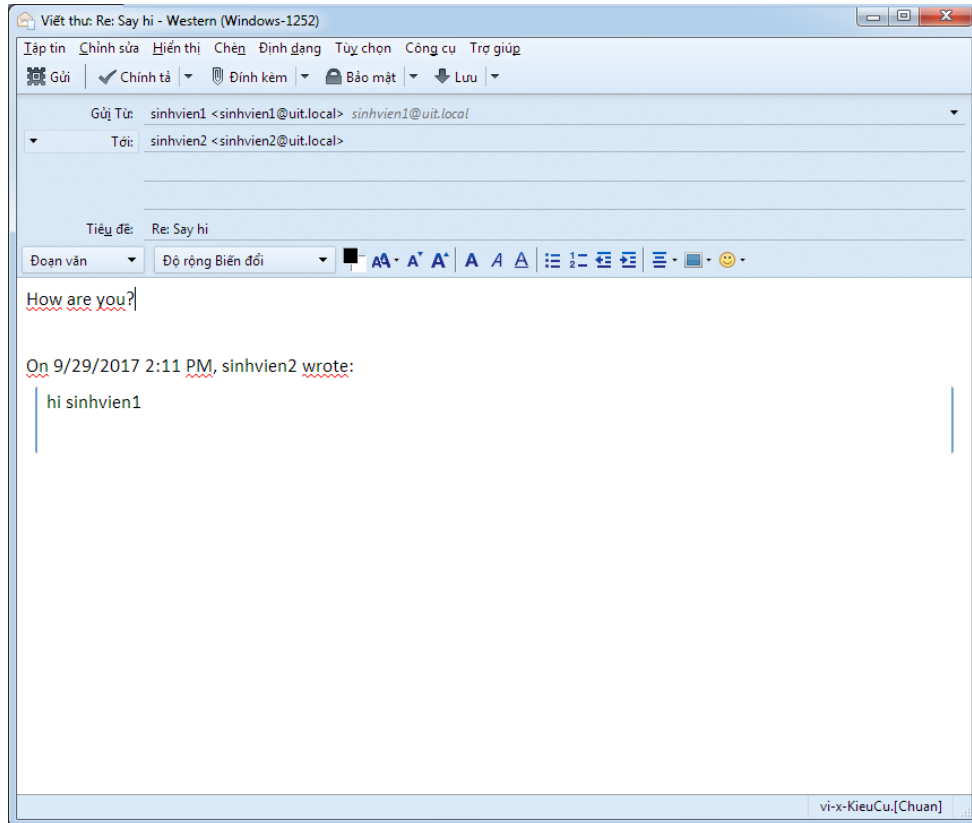 Viết thư: Re: Say hi - Western (Windows-1252)
Tập tin Chỉnh sửa Hiển thị Chèn Định dạng Tùy chọn Công cụ Trợ giúp
Gửi Chính tả Đính kèm Bảo mật Lưu
Gửi Từ: sinhvien1 <sinhvien1@uit.local> sinhvien1@uit.local
Tới: sinhvien2 <sinhvien2@uit.local>
Tiêu đề: Re: Say hi
Đoạn văn Độ rộng Biến đổi
How are you?
On 9/29/2017 2:11 PM, sinhvien2 wrote:
hi sinhvien1
vi-x-KieuCu.[Chuan]